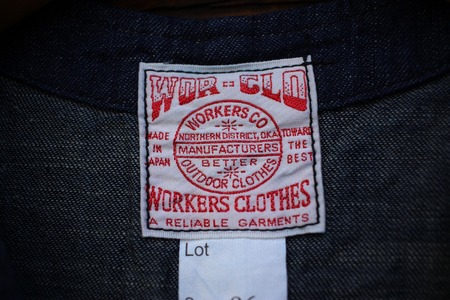 WOR-CLO
WORKERS CO
NORTHERN DISTRICT, OKA
MADE IN JAPAN
MANUFACTURERS
TOWARD THE BEST
BETTER
OUTDOOR CLOTHES
WORKERS CLOTHES
A RELIABLE GARMENTS
Lot